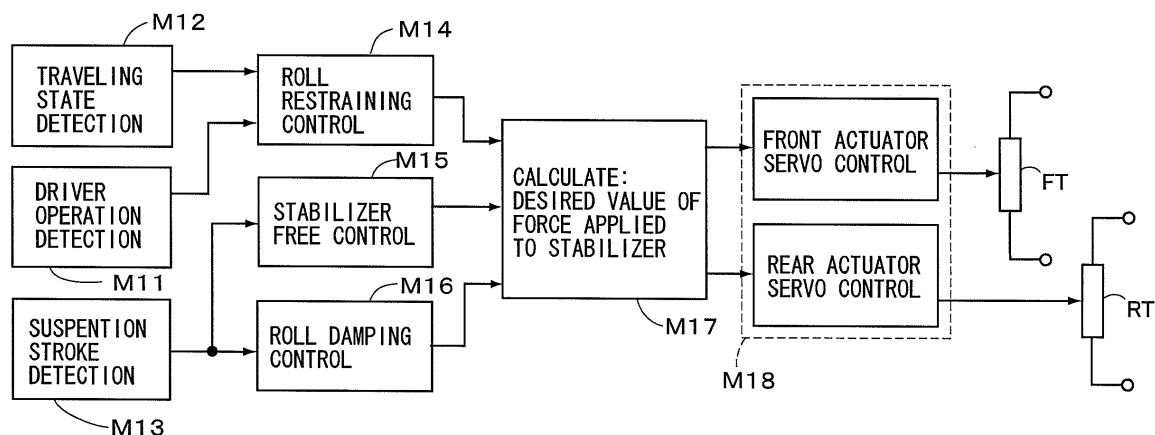 M12
TRAVELING
STATE
DETECTION
M14
ROLL
RESTRAINING
CONTROL
DRIVER
OPERATION
DETECTION
M11
M15
STABILIZER
FREE CONTROL
SUSPENTION
STROKE
DETECTION
M13
M16
ROLL DAMPING
CONTROL
CALCULATE:
DESIRED VALUE OF
FORCE APPLIED
TO STABILIZER
M17
FRONT ACTUATOR
SERVO CONTROL
REAR ACTUATOR
SERVO CONTROL
M18
FT
RT